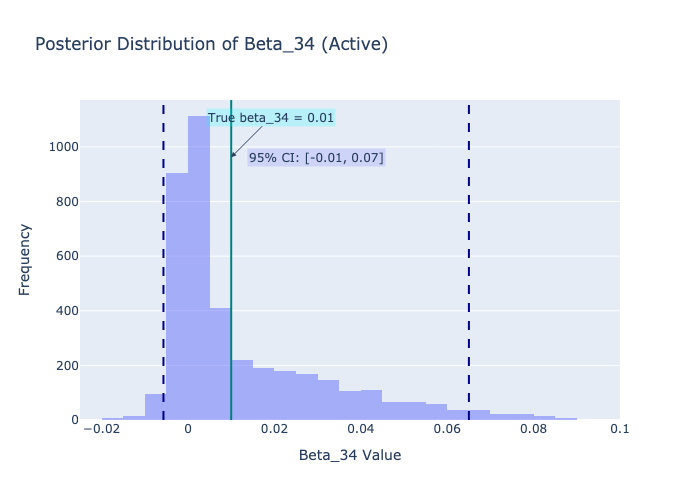 Posterior Distribution of Beta_34 (Active)
True beta_34 = 0.01
95% CI: [-0.01, 0.07]
Frequency
1000
800
600
400
200
0
−0.02 0 0.02 0.04 0.06 0.08 0.1
Beta_34 Value